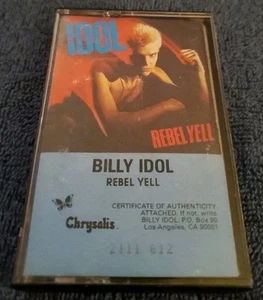 IDOL
REBEL YELL
BILLY IDOL
REBEL YELL
Chrysalis
CERTIFICATE OF AUTHENTICITY
ATTACHED. If not, write
BILLY IDOL, P.O. Box 90
Los Angeles, CA 90051